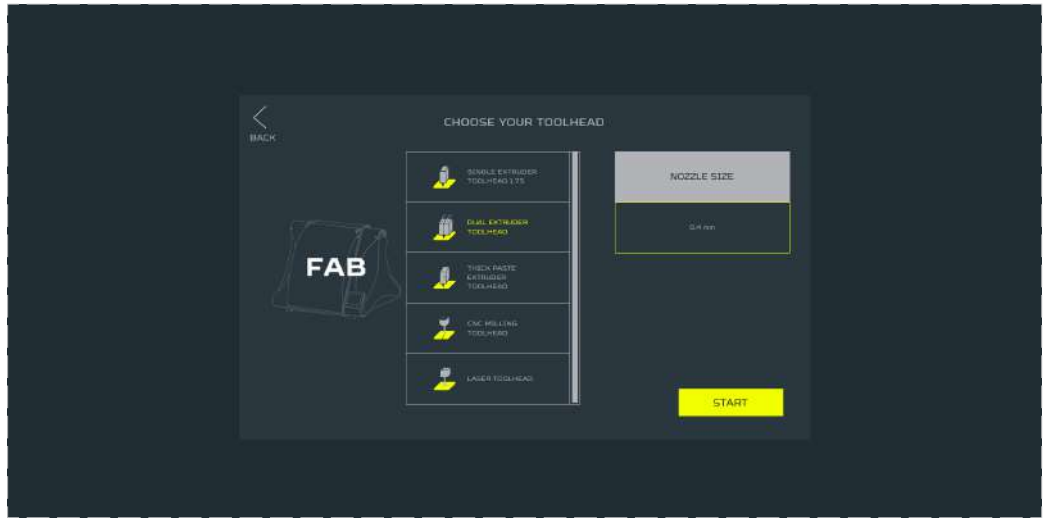 BACK
CHOOSE YOUR TOOLHEAD
FAB
SINGLE EXTRUDER
TOOLHEAD 1.75
DUAL EXTRUDER
TOOLHEAD
THICK PASTE
EXTRUDER
TOOLHEAD
CNC MILLING
TOOLHEAD
LASER TOOLHEAD
NOZZLE SIZE
0.4 mm
START